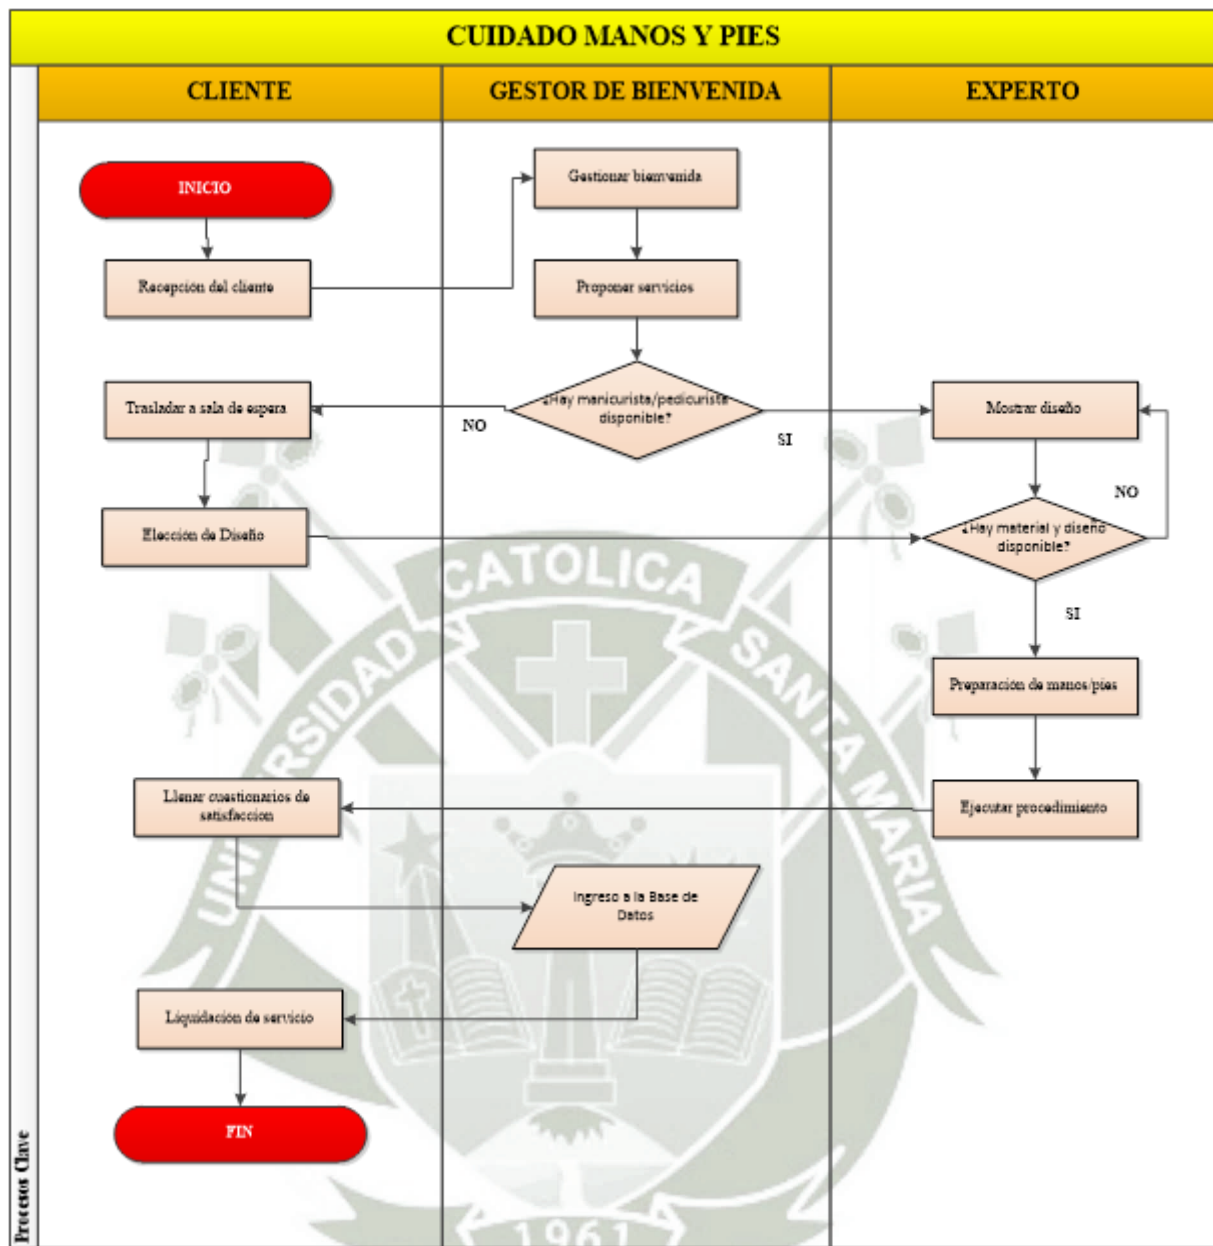 CUIDADO MANOS Y PIES
CLIENTE
GESTOR DE BIENVENIDA
EXPERTO
INICIO
Gestionar bienvenida
Recepcion del cliente
Proponer servicios
Trasladar a sala de espera
¿Hay manicurista/pedicurista
disponible?
Mostrar diseño
NO
SI
NO
Elección de Diseño
¿Hay material y diseño
disponible?
SI
Preparación de manos/pies
Llenar cuestionarios de
satisfaccion
Ejecutar procedimiento
Ingreso a la Base de
Datos
Liquidación de servicio
FIN
Procesos Clave
UNIVERSIDAD CATOLICA SANTA MARIA
1961